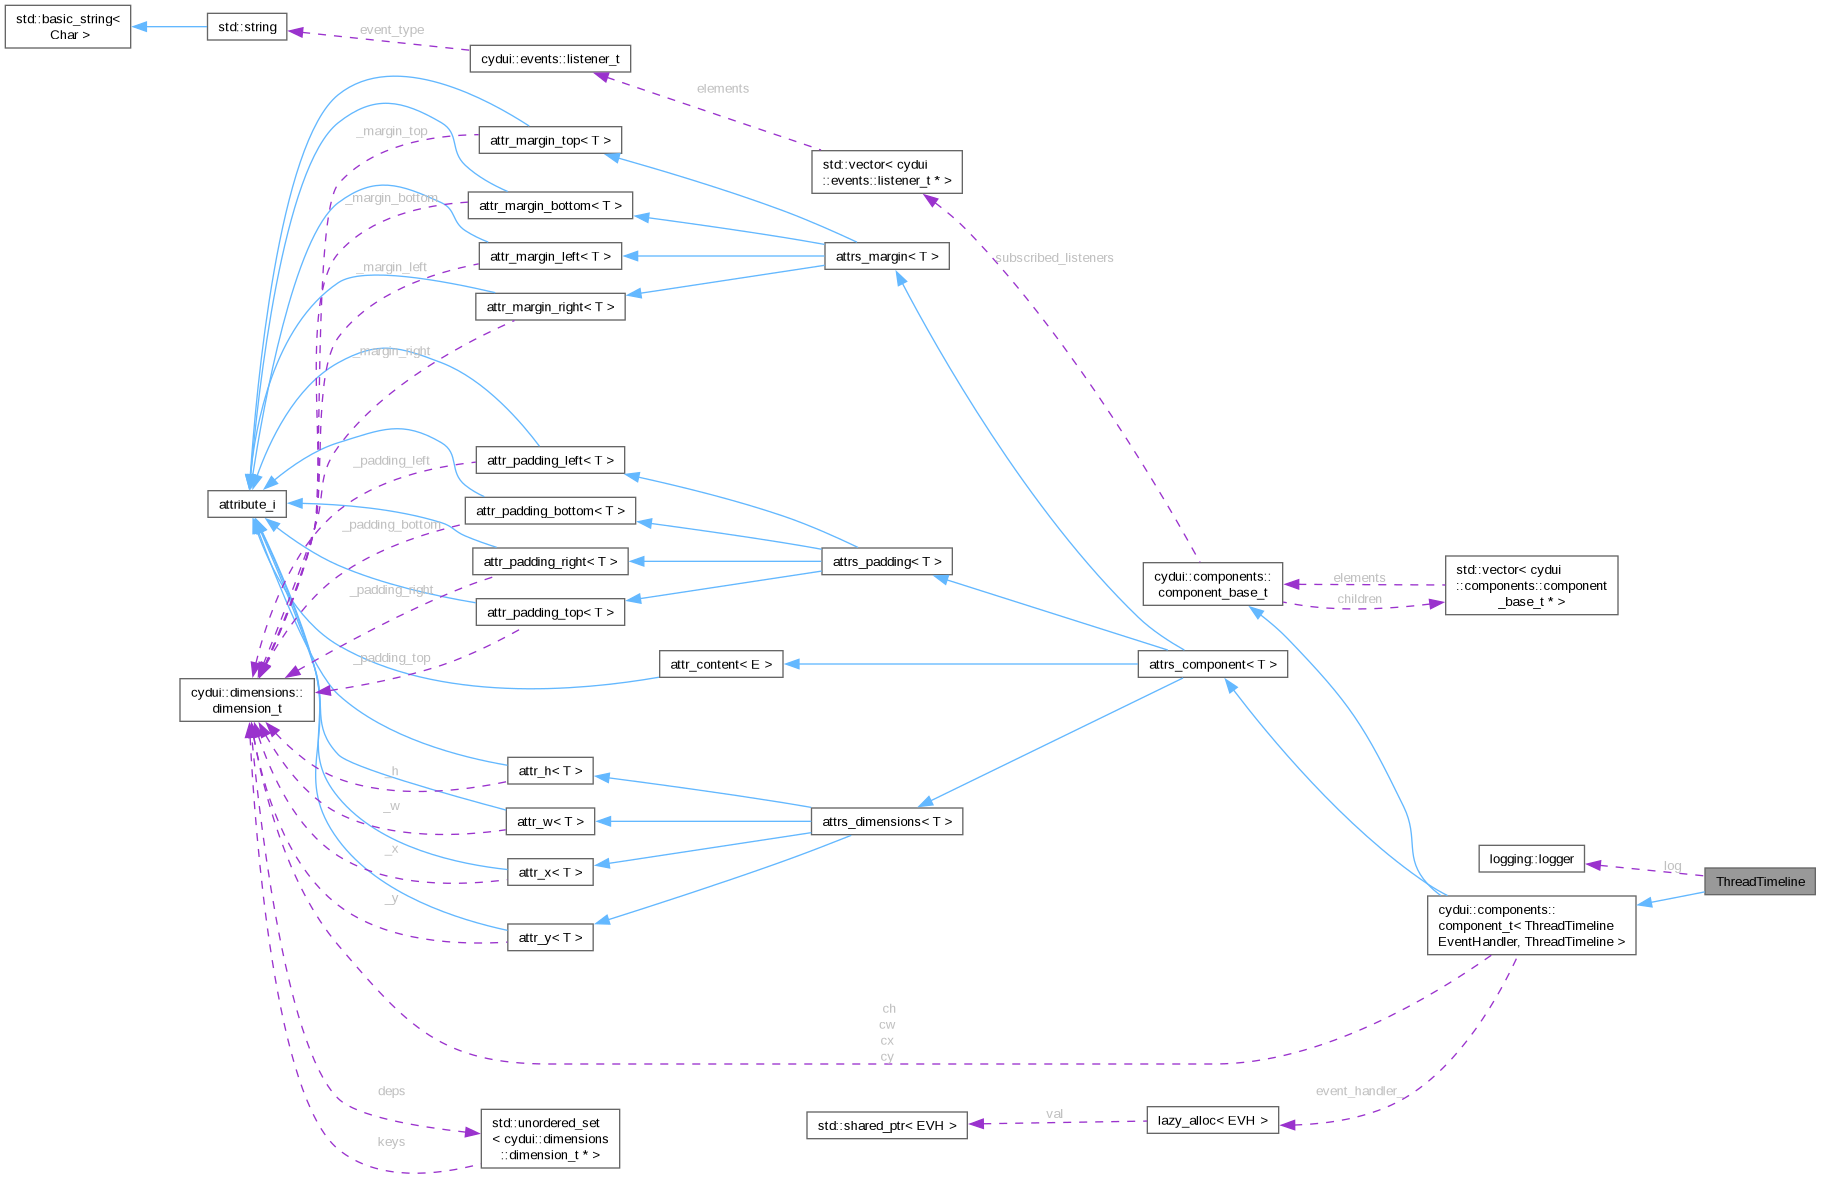 std::basic_string<
Char >
std::string
event_type
cydui::events::listener_t
elements
_margin_top
attr_margin_top< T >
std::vector< cydui
::events::listener_t * >
_margin_bottom
attr_margin_bottom< T >
attr_margin_left< T >
attrs_margin< T >
subscribed_listeners
_margin_left
attr_margin_right< T >
_margin_right
_padding_left
attr_padding_left< T >
attribute_i
attr_padding_bottom< T >
_padding_bottom
attr_padding_right< T >
attrs_padding< T >
cydui::components::
component_base_t
elements
children
std::vector< cydui
::components::component
_base_t * >
_padding_right
attr_padding_top< T >
_padding_top
attr_content< E >
attrs_component< T >
cydui::dimensions::
dimension_t
_h
attr_h< T >
_w
attr_w< T >
attrs_dimensions< T >
_x
attr_x< T >
logging::logger
log
ThreadTimeline
_y
attr_y< T >
cydui::components::
component_t< ThreadTimeline
EventHandler, ThreadTimeline >
ch
cw
cx
cy
deps
keys
std::unordered_set
< cydui::dimensions
::dimension_t * >
std::shared_ptr< EVH >
val
lazy_alloc< EVH >
event_handler_